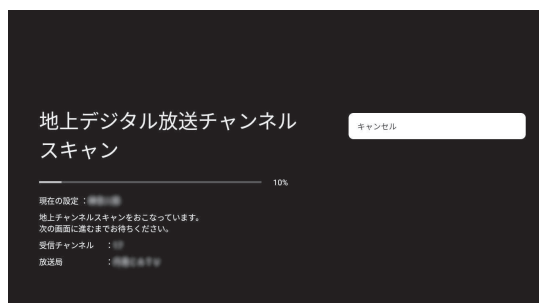 地上デジタル放送チャンネル
スキャン
キャンセル
10%
現在の設定：
地上チャンネルスキャンをおこなっています。
次の画面に進むまでお待ちください。
受信チャンネル：
放送局：